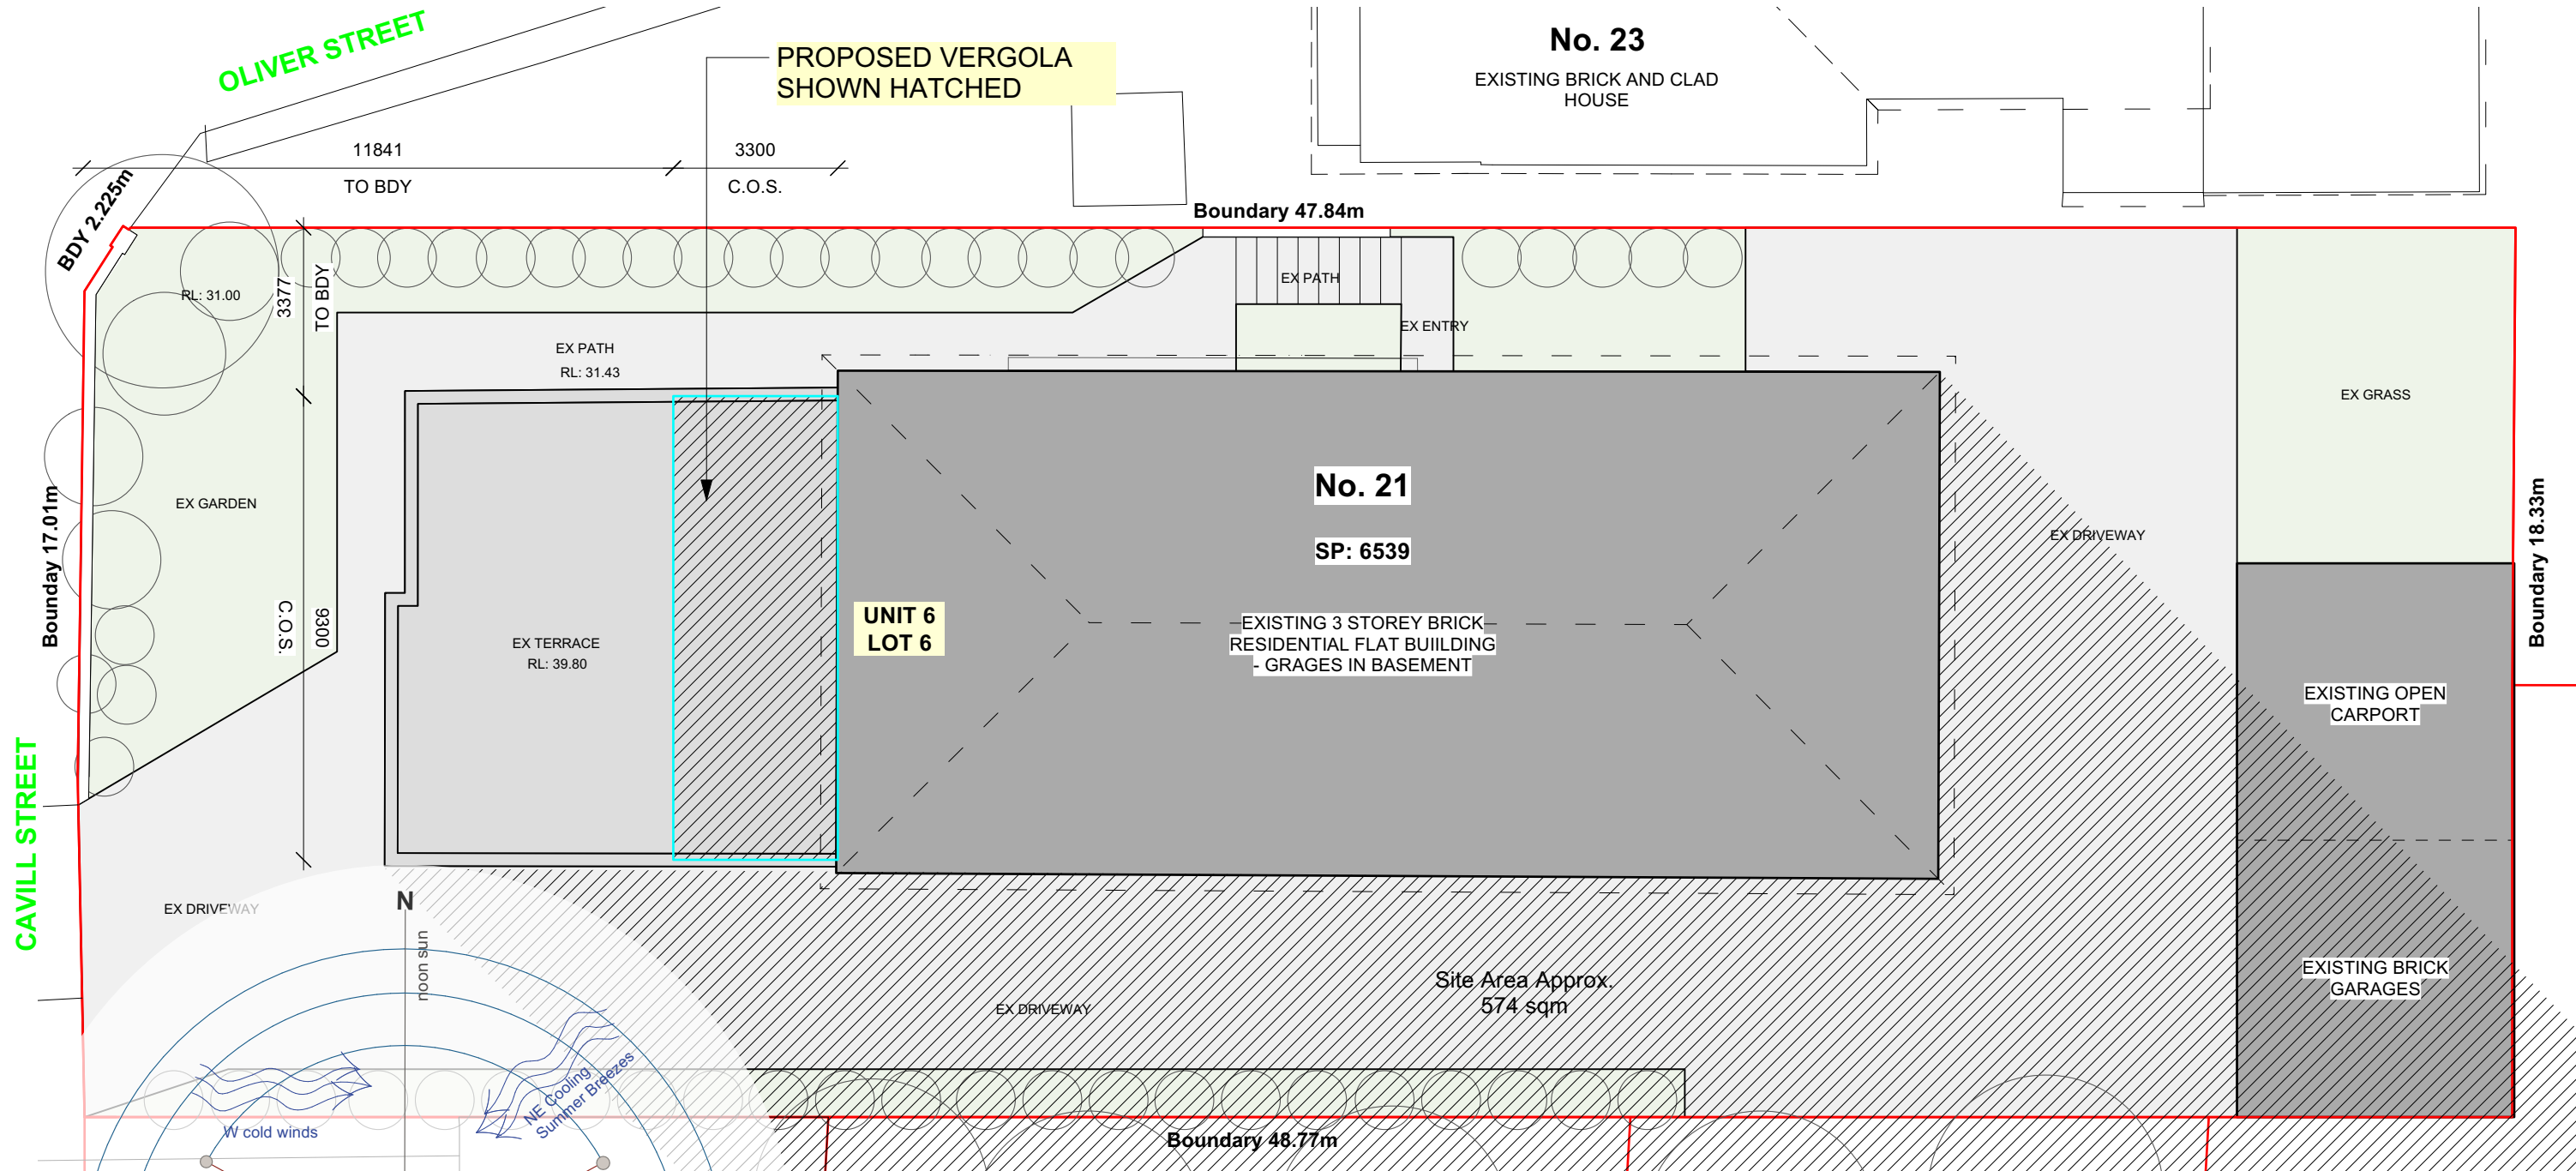 OLIVER STREET
PROPOSED VERGOLA
SHOWN HATCHED
No. 23
EXISTING BRICK AND CLAD
HOUSE
11841
TO BDY
3300
C.O.S.
BDY 2.225m
Boundary 47.84m
RL: 31.00
3377
TO BDY
EX PATH
EX ENTRY
EX PATH
RL: 31.43
EX GRASS
No. 21
SP: 6539
EX GARDEN
Bounday 17.01m
Boundary 18.33m
EX DRIVEWAY
C.O.S.
9300
UNIT 6
LOT 6
EXISTING 3 STOREY BRICK
RESIDENTIAL FLAT BUIILDING
- GRAGES IN BASEMENT
EX TERRACE
RL: 39.80
EXISTING OPEN
CARPORT
CAVILL STREET
EX DRIVEWAY
N
noon sun
EXISTING BRICK
GARAGES
Site Area Approx.
574 sqm
EX DRIVEWAY
NE Cooling
Summer Breezes
W cold winds
Boundary 48.77m